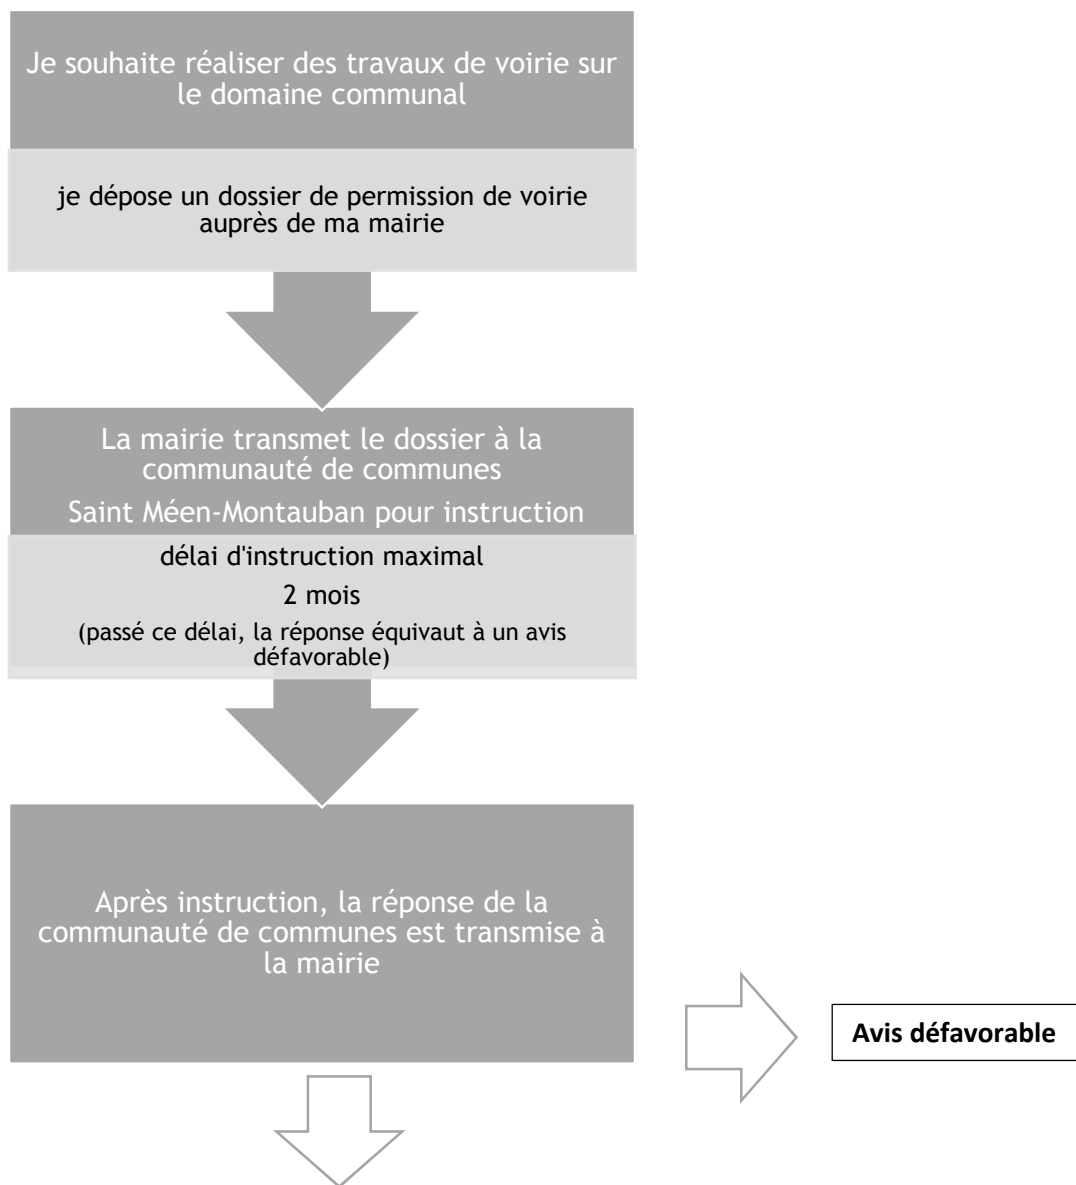 Je souhaite réaliser des travaux de voirie sur
le domaine communal
je dépose un dossier de permission de voirie
auprès de ma mairie
La mairie transmet le dossier à la
communauté de communes
Saint Méen-Montauban pour instruction
délai d'instruction maximal
2 mois
(passé ce délai, la réponse équivaut à un avis
défavorable)
Après instruction, la réponse de la
communauté de communes est transmise à
la mairie
Avis défavorable